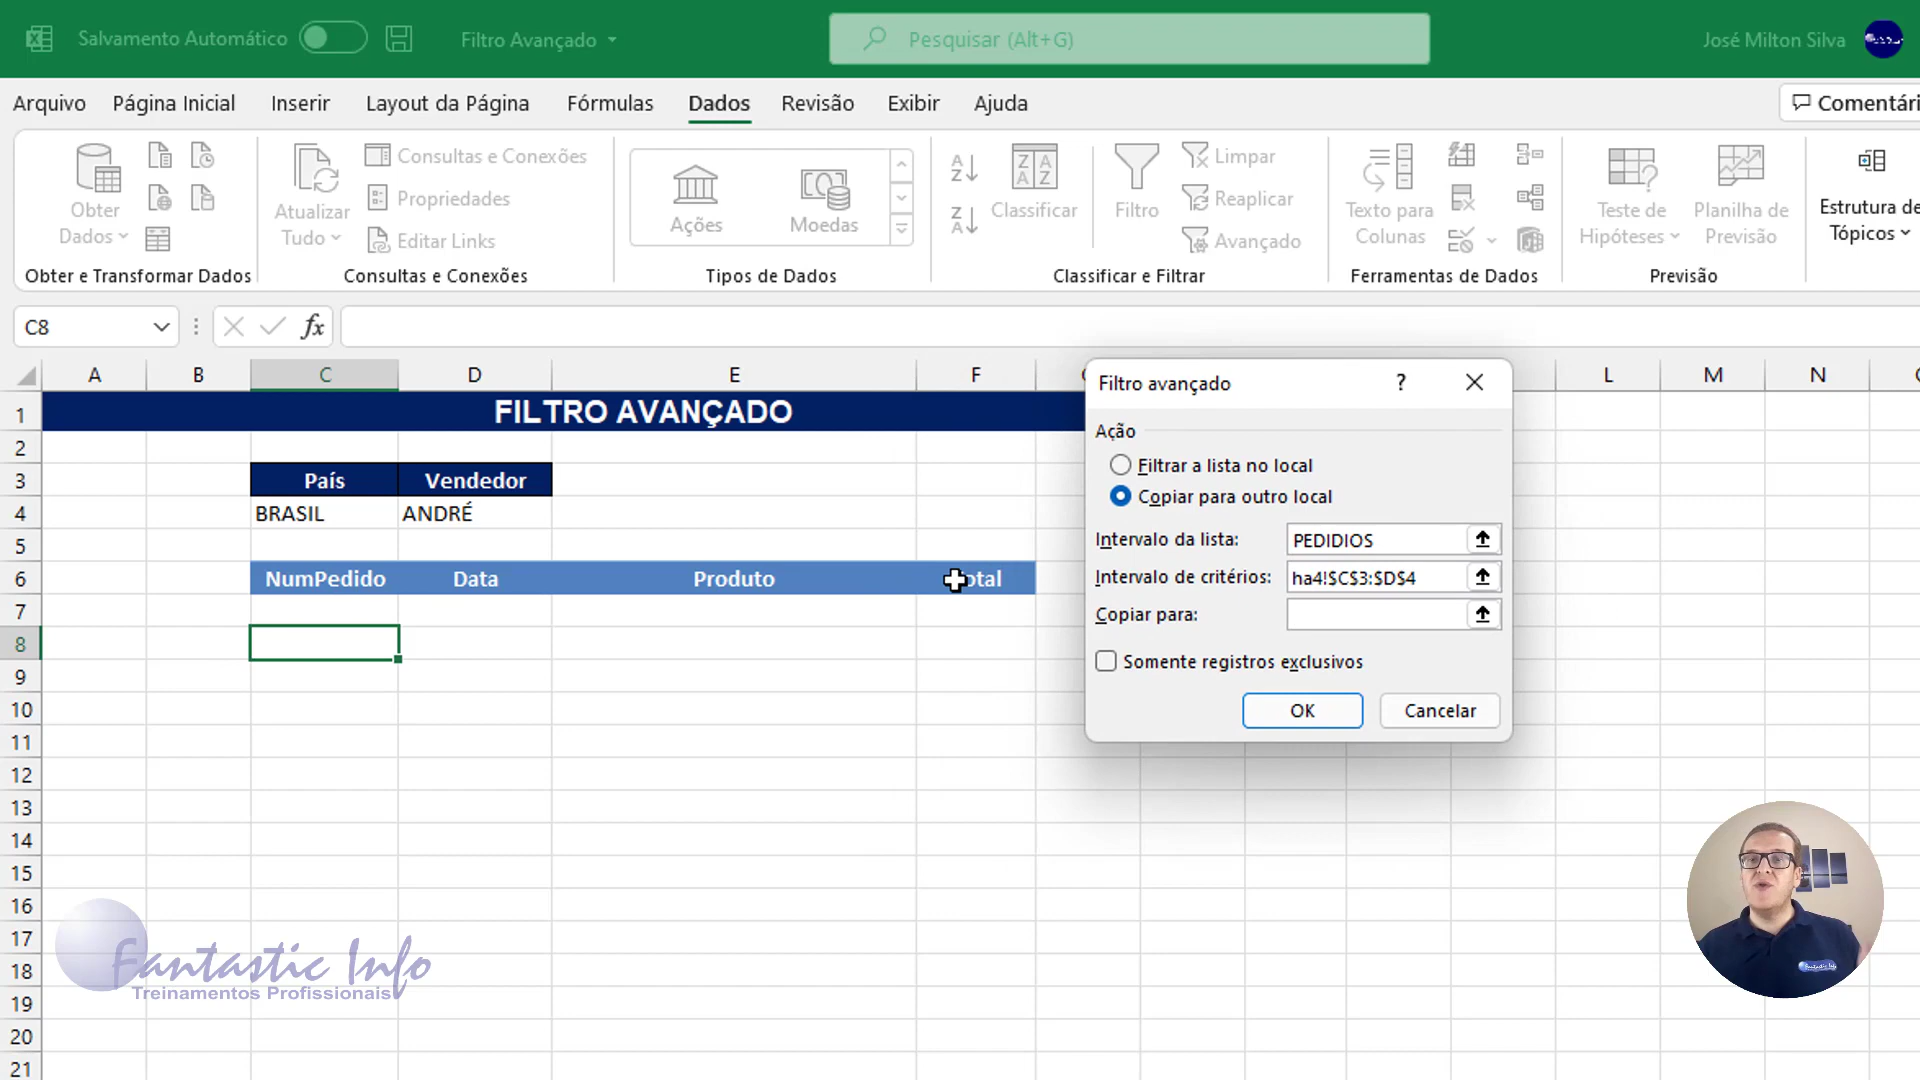 Salvamento Automático
Filtro Avançado
Pesquisar (Alt+G)
José Milton Silva
Arquivo
Página Inicial
Inserir
Layout da Página
Fórmulas
Dados
Revisão
Exibir
Ajuda
Comentári
Obter
Dados
Atualizar
Tudo
Consultas e Conexões
Propriedades
Editar Links
Ações
Moedas
Classificar
Filtro
Limpar
Reaplicar
Avançado
Texto para
Colunas
Teste de
Hipóteses
Planilha de
Previsão
Estrutura de
Tópicos
Obter e Transformar Dados
Consultas e Conexões
Tipos de Dados
Classificar e Filtrar
Ferramentas de Dados
Previsão
C8
fx
A B C D E F L M N
1 FILTRO AVANÇADO
2
3 País Vendedor
4 BRASIL ANDRÉ
5
6 NumPedido Data Produto otal
7
8
9
10
11
12
13
14
15
16
17
18
19
20
21
Filtro avançado
?
Ação
Filtrar a lista no local
Copiar para outro local
Intervalo da lista: PEDIDIOS
Intervalo de critérios: ha4!$C$3:$D$4
Copiar para:
Somente registros exclusivos
OK
Cancelar
Fantastic Info
Treinamentos Profissionais